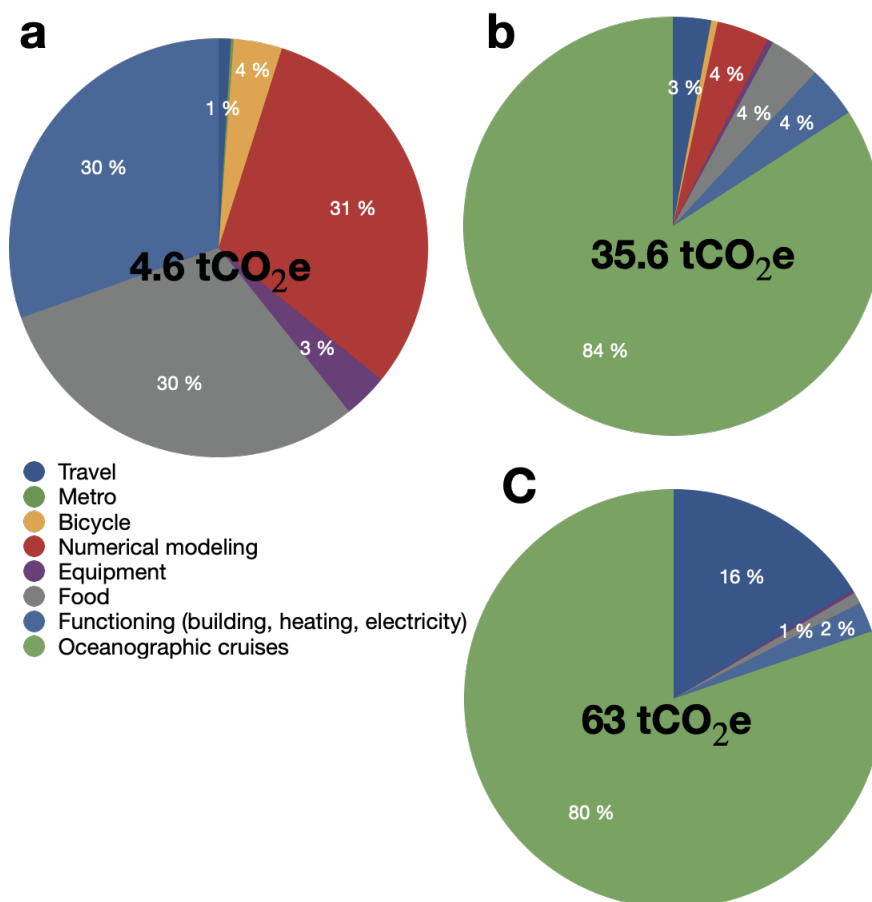 a
4 %
1 %
30 %
31 %
4.6 tCO2e
3 %
30 %
b
3 %
4 %
4 %
4 %
35.6 tCO2e
84 %
Travel
Metro
Bicycle
Numerical modeling
Equipment
Food
Functioning (building, heating, electricity)
Oceanographic cruises
c
16 %
1 %
2 %
63 tCO2e
80 %